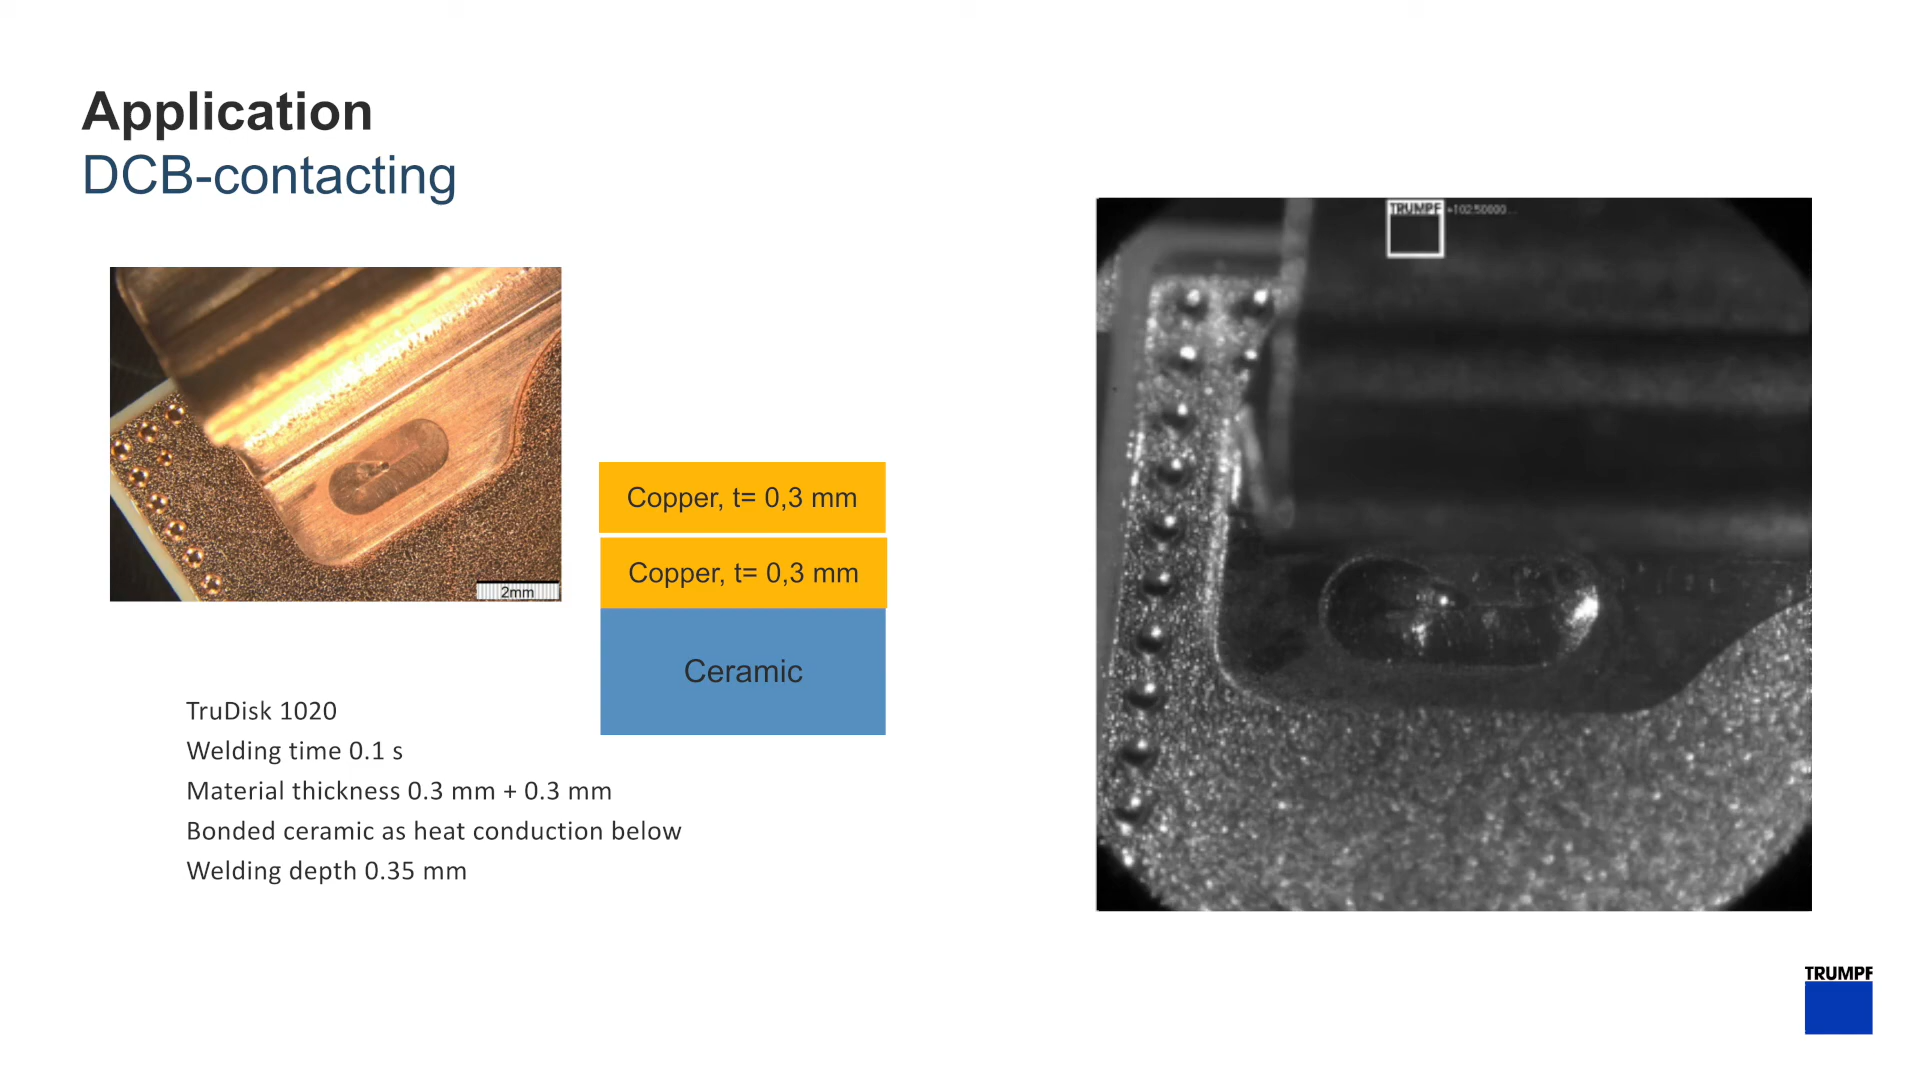 Application
DCB-contacting
TRUMPF
2mm
Copper, t= 0,3 mm
Copper, t= 0,3 mm
Ceramic
TruDisk 1020
Welding time 0.1 s
Material thickness 0.3 mm + 0.3 mm
Bonded ceramic as heat conduction below
Welding depth 0.35 mm
TRUMPF